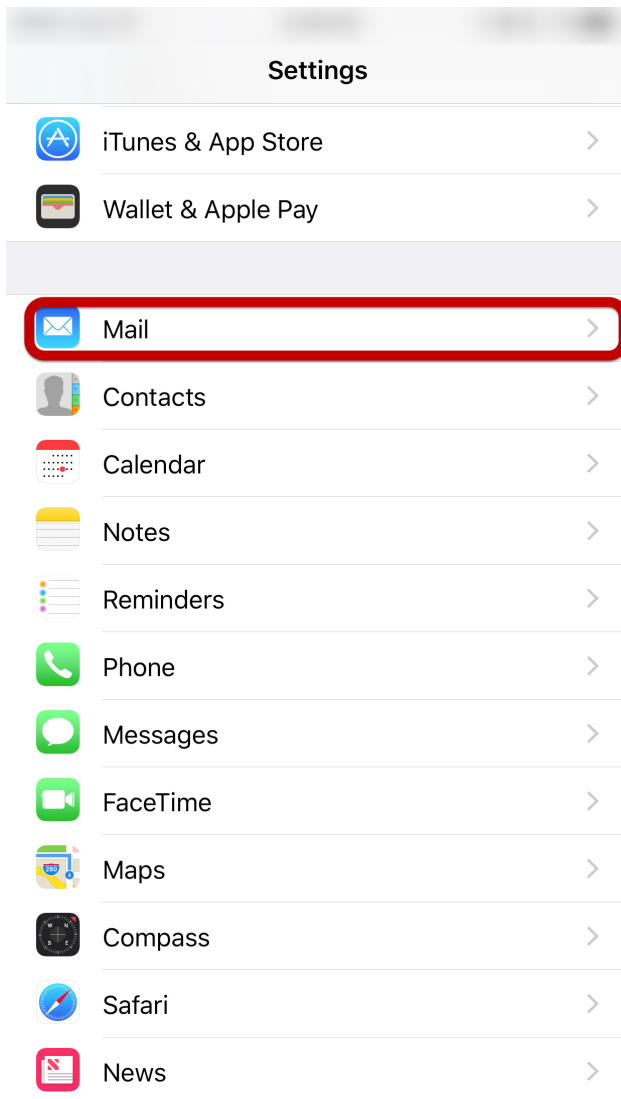 Settings
iTunes & App Store
Wallet & Apple Pay
Mail
Contacts
Calendar
Notes
Reminders
Phone
Messages
FaceTime
280
Maps
W N
S E
Compass
Safari
News